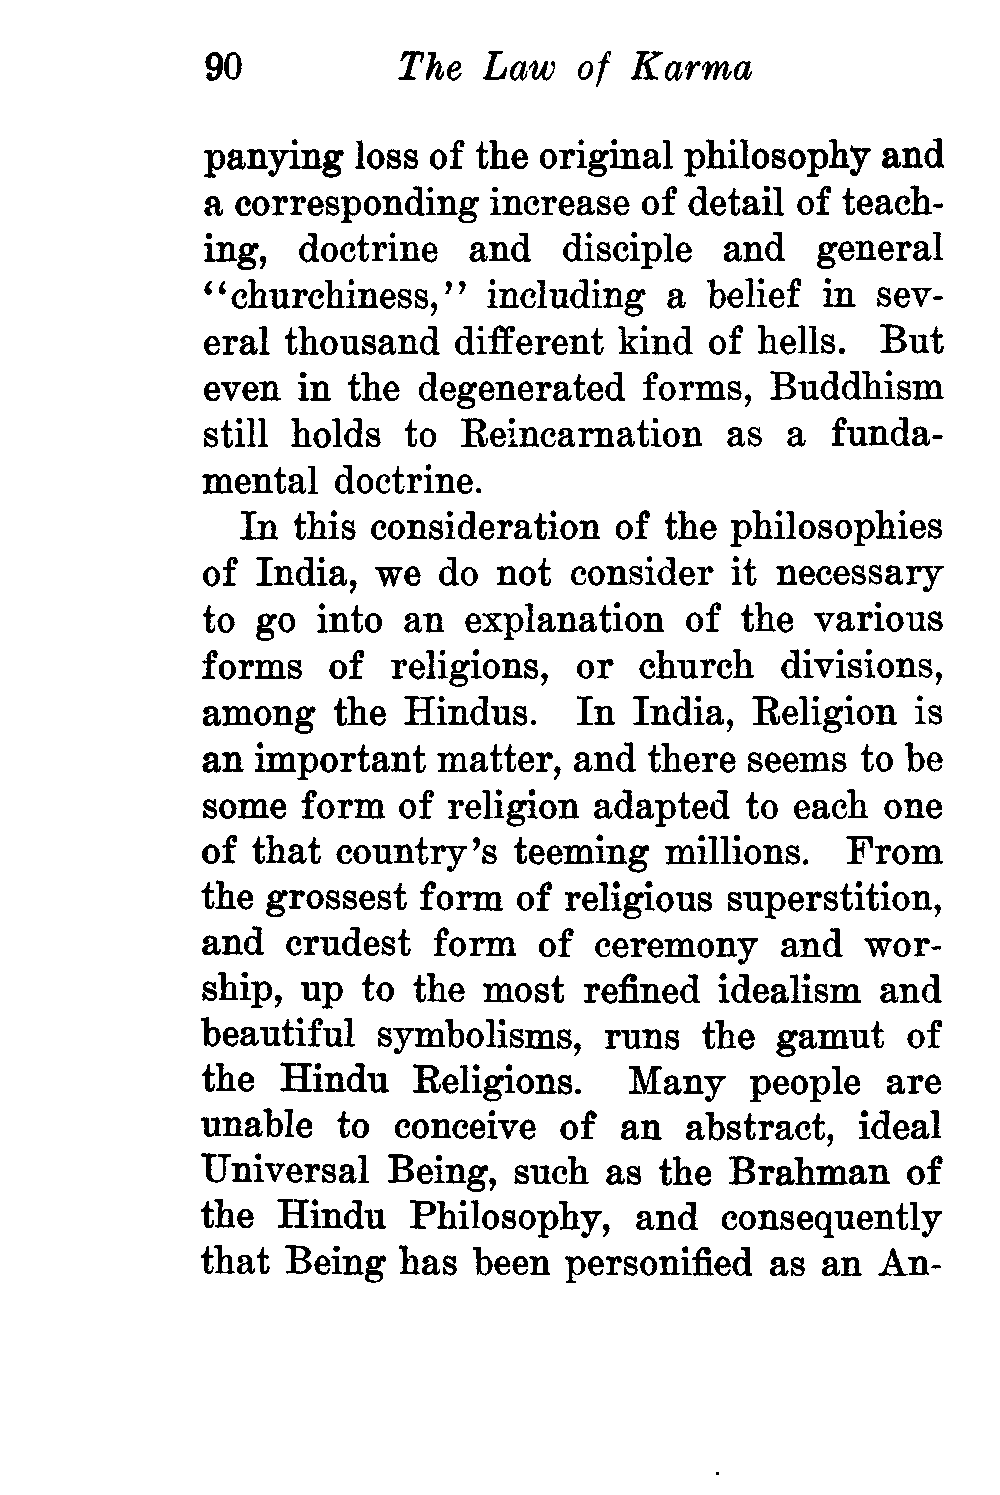 90 The Law of Karma
panying loss of the original philosophy and
a corresponding increase of detail of teach-
ing, doctrine and disciple and general
“churchiness,” including a belief in sev-
eral thousand different kind of hells. But
even in the degenerated forms, Buddhism
still holds to Reincarnation as a funda-
mental doctrine.
In this consideration of the philosophies
of India, we do not consider it necessary
to go into an explanation of the various
forms of religions, or church divisions,
among the Hindus. In India, Religion is
an important matter, and there seems to be
some form of religion adapted to each one
of that country’s teeming millions. From
the grossest form of religious superstition,
and crudest form of ceremony and wor-
ship, up to the most refined idealism and
beautiful symbolisms, runs the gamut of
the Hindu Religions. Many people are
unable to conceive of an abstract, ideal
Universal Being, such as the Brahman of
the Hindu Philosophy, and consequently
that Being has been personified as an An-